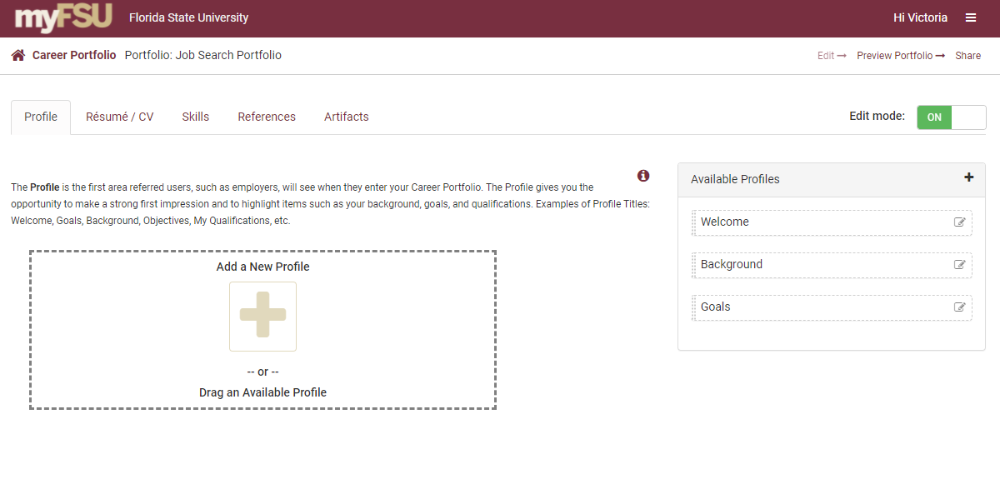 myFSU Florida State University Hi Victoria
Career Portfolio Portfolio: Job Search Portfolio Edit Preview Portfolio Share
Profile Résumé / CV Skills References Artifacts Edit mode: ON
The Profile is the first area referred users, such as employers, will see when they enter your Career Portfolio. The Profile gives you the
opportunity to make a strong first impression and to highlight items such as your background, goals, and qualifications. Examples of Profile Titles:
Welcome, Goals, Background, Objectives, My Qualifications, etc.
Add a New Profile
-- or --
Drag an Available Profile
Available Profiles
Welcome
Background
Goals